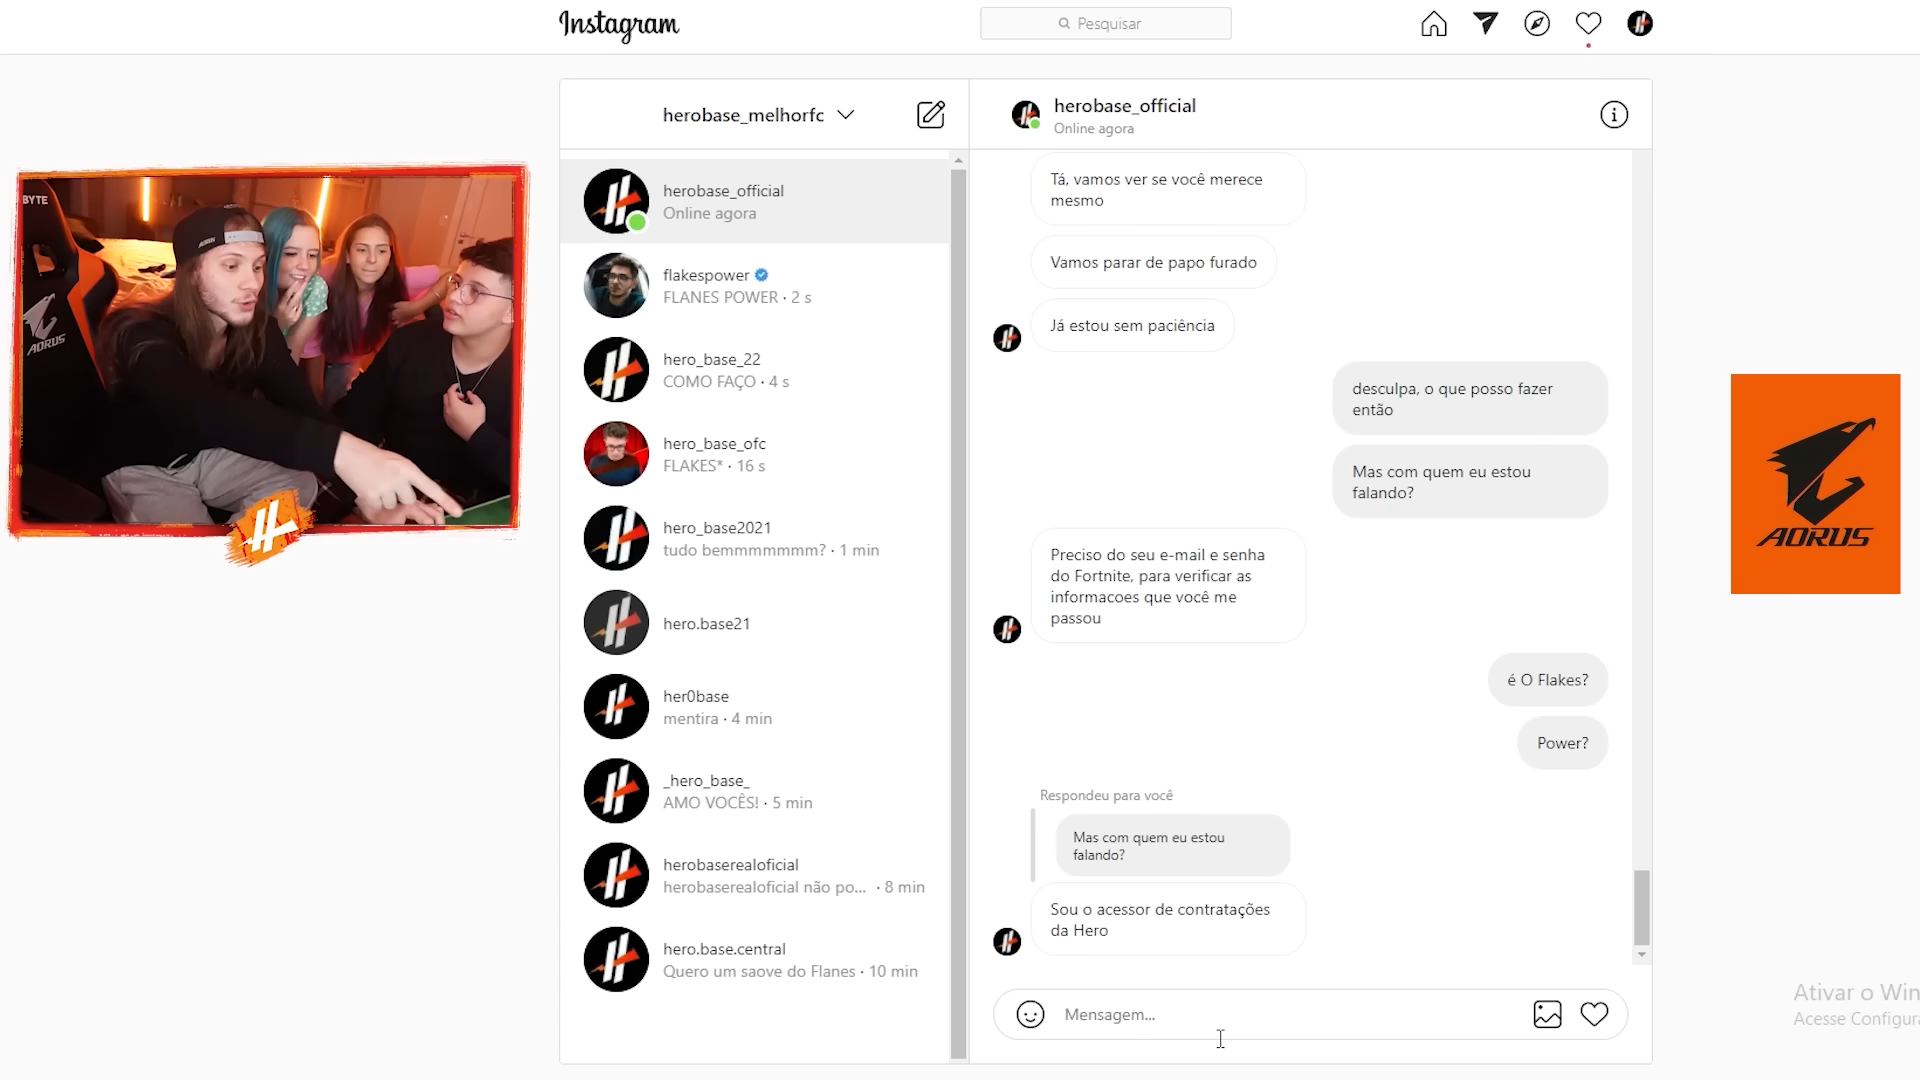 Instagram
Pesquisar
herobase_melhorfc
herobase_official
Online agora
herobase_official
Online agora
flakespower
FLANES POWER · 2 s
hero_base_22
COMO FAÇO · 4 s
hero_base_ofc
FLAKES* · 16 s
hero_base2021
tudo bemmmmmmm? · 1 min
hero.base21
her0base
mentira · 4 min
_hero_base_
AMO VOCÊS! · 5 min
herobaserealoficial
herobaserealoficial não po... · 8 min
hero.base.central
Quero um saove do Flanes · 10 min
Tá, vamos ver se você merece
mesmo
Vamos parar de papo furado
Já estou sem paciência
desculpa, o que posso fazer
então
Mas com quem eu estou
falando?
Preciso do seu e-mail e senha
do Fortnite, para verificar as
informacoes que você me
passou
é O Flakes?
Power?
Respondeu para você
Mas com quem eu estou
falando?
Sou o acessor de contratações
da Hero
Mensagem...
BYTE
AORUS
AORUS
Ativar o Win
Acesse Configura